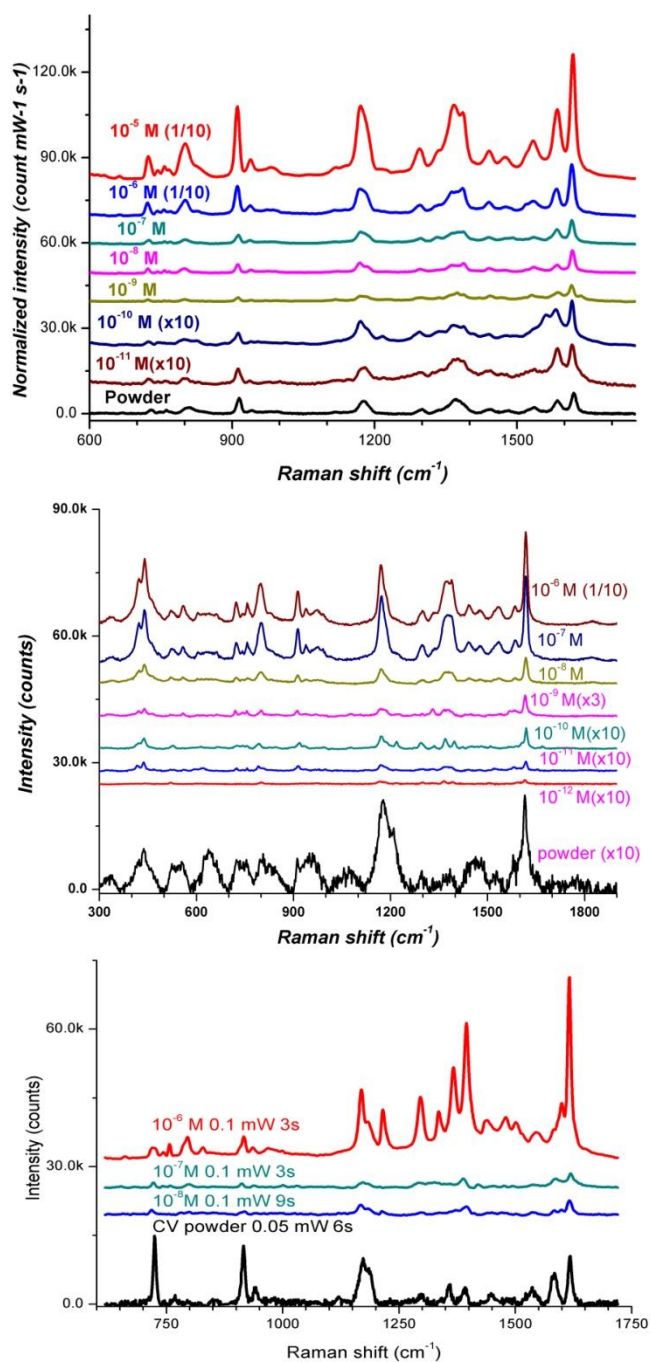 Normalized intensity (count mW-1 s-1)
120.0k
90.0k
60.0k
30.0k
0.0
10⁻⁵ M (1/10)
10⁻⁶ M (1/10)
10⁻⁷ M
10⁻⁸ M
10⁻⁹ M
10⁻¹⁰ M (x10)
10⁻¹¹ M(x10)
Powder
600 900 1200 1500
Raman shift (cm⁻¹)
Intensity (counts)
90.0k
60.0k
30.0k
0.0
10⁻⁶ M (1/10)
10⁻⁷ M
10⁻⁸ M
10⁻⁹ M(x3)
10⁻¹⁰ M(x10)
10⁻¹¹ M(x10)
10⁻¹² M(x10)
powder (x10)
300 600 900 1200 1500 1800
Raman shift (cm⁻¹)
Intensity (counts)
60.0k
30.0k
0.0
10⁻⁶ M 0.1 mW 3s
10⁻⁷M 0.1 mW 3s
10⁻⁸M 0.1 mW 9s
CV powder 0.05 mW 6s
750 1000 1250 1500 1750
Raman shift (cm⁻¹)